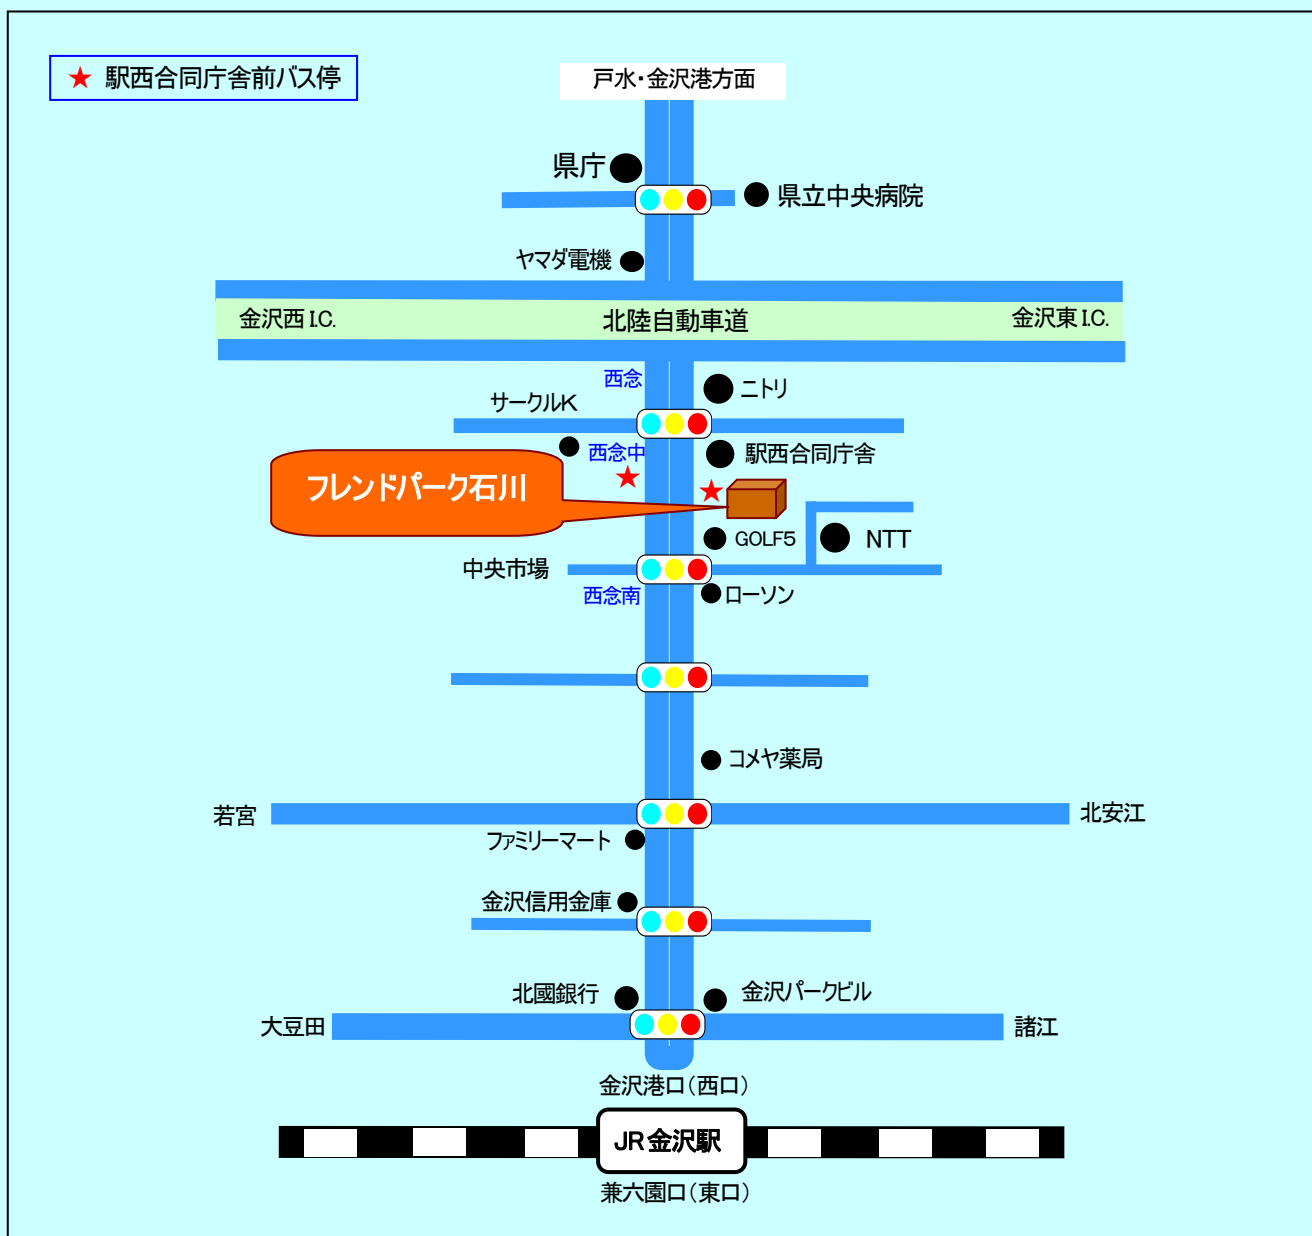 ★ 駅西合同庁舎前バス停
戸水・金沢港方面
県庁
県立中央病院
ヤマダ電機
金沢西 I.C.
北陸自動車道
金沢東 I.C.
西念
ニトリ
サークルK
西念中
駅西合同庁舎
フレンドパーク石川
GOLF5
NTT
中央市場
西念南
ローソン
コメヤ薬局
若宮
北安江
ファミリーマート
金沢信用金庫
北國銀行
金沢パークビル
大豆田
諸江
金沢港口（西口）
JR金沢駅
兼六園口（東口）